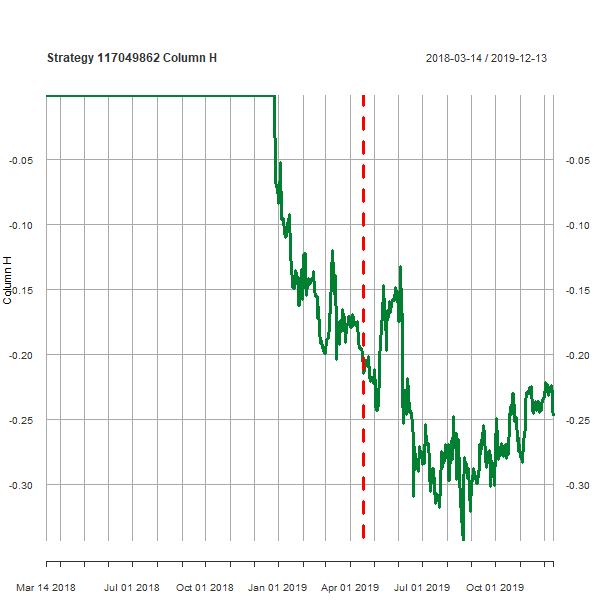 Strategy 117049862 Column H 2018-03-14 / 2019-12-13
-0.05 -0.05
-0.10 -0.10
-0.15 -0.15
Column H
-0.20 -0.20
-0.25 -0.25
-0.30 -0.30
Mar 14 2018 Jul 01 2018 Oct 01 2018 Jan 01 2019 Apr 01 2019 Jul 01 2019 Oct 01 2019